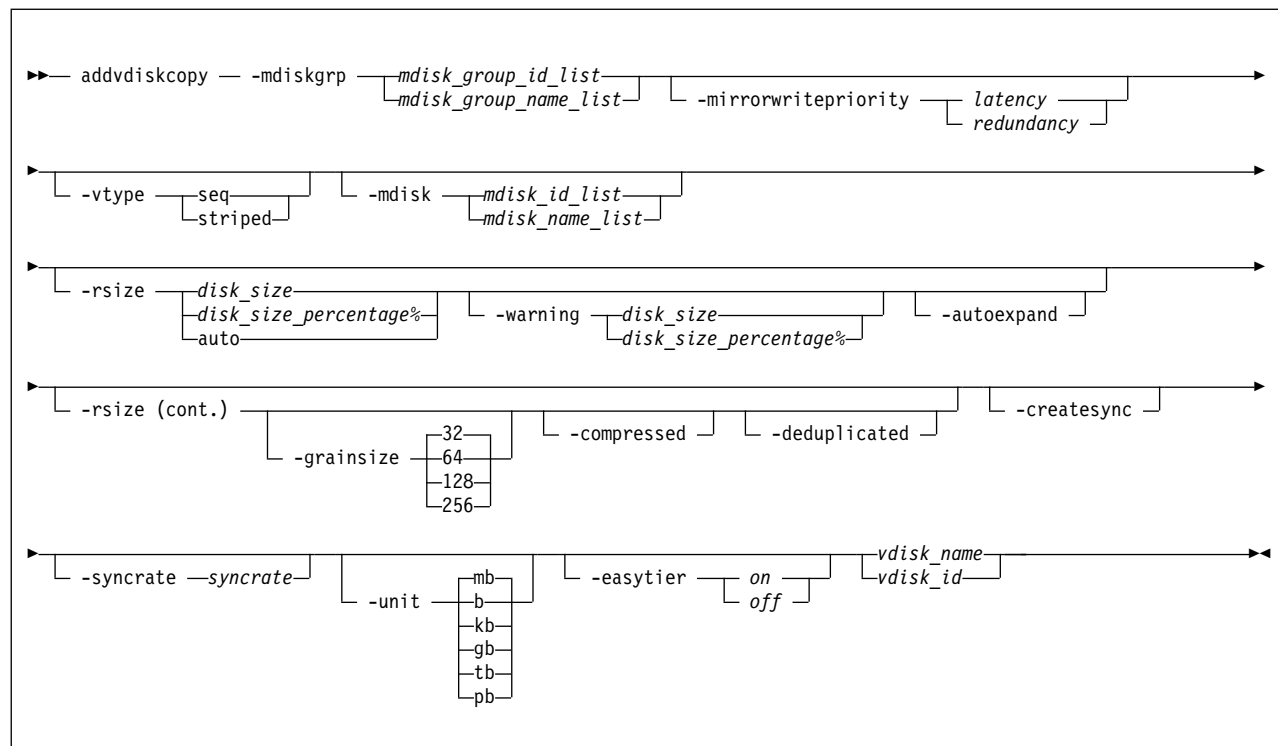 addvdiskcopy -mdiskgrp mdisk_group_id_list
mdisk_group_name_list -mirrorwritepriority latency
redundancy
-vtype seq
striped -mdisk mdisk_id_list
mdisk_name_list
-rsize disk_size
disk_size_percentage%
auto -warning disk_size
disk_size_percentage% -autoexpand
-rsize (cont.)
-grainsize 32
64
128
256 -compressed -deduplicated -createsync
-syncrate syncrate
-unit mb
b
kb
gb
tb
pb -easytier on
off vdisk_name
vdisk_id